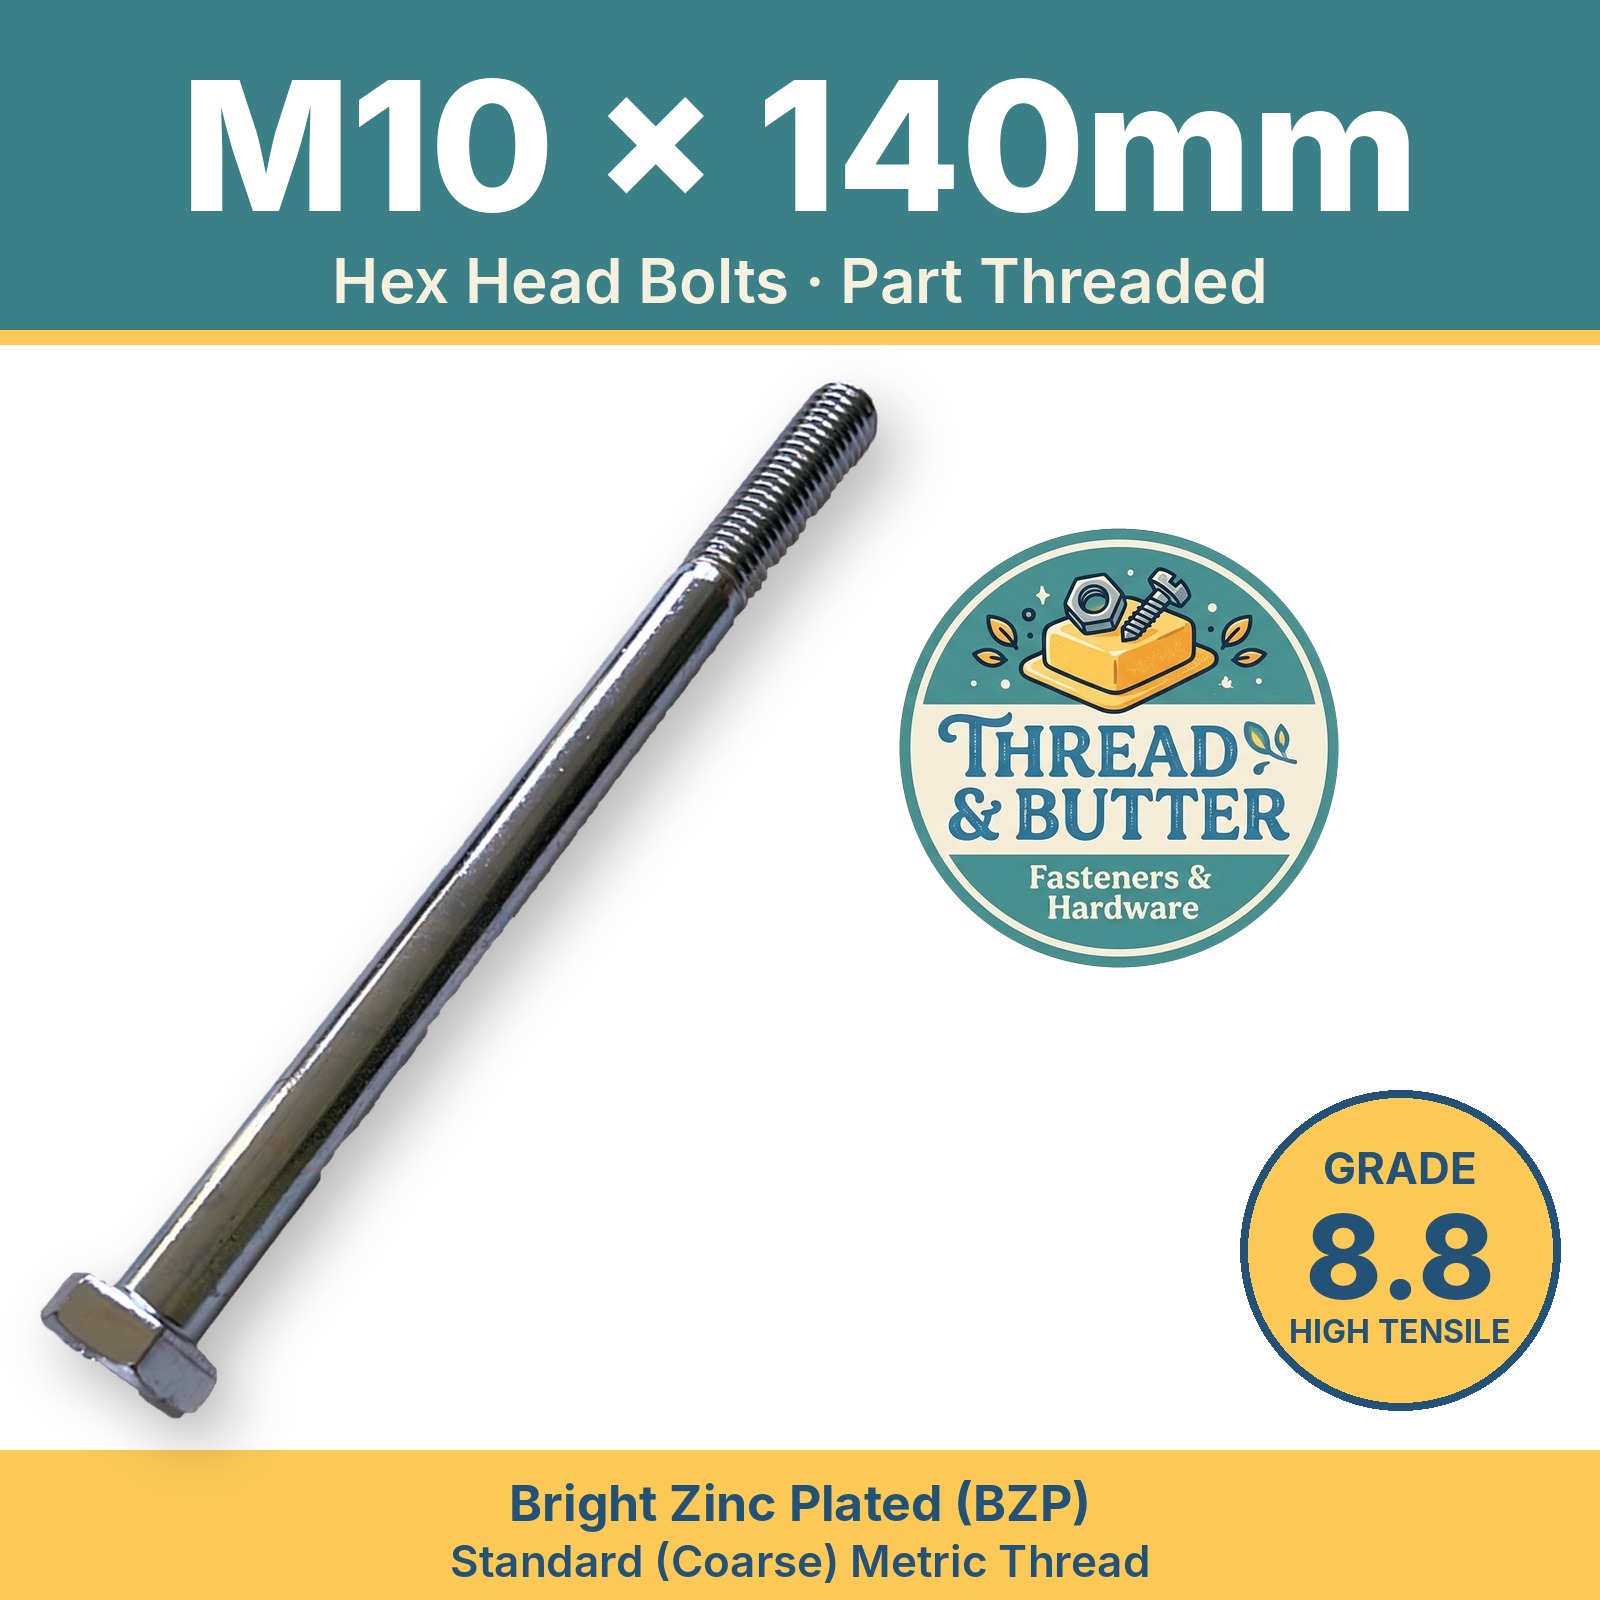 M10 × 140mm
Hex Head Bolts · Part Threaded
THREAD
& BUTTER
Fasteners &
Hardware
GRADE
8.8
HIGH TENSILE
Bright Zinc Plated (BZP)
Standard (Coarse) Metric Thread